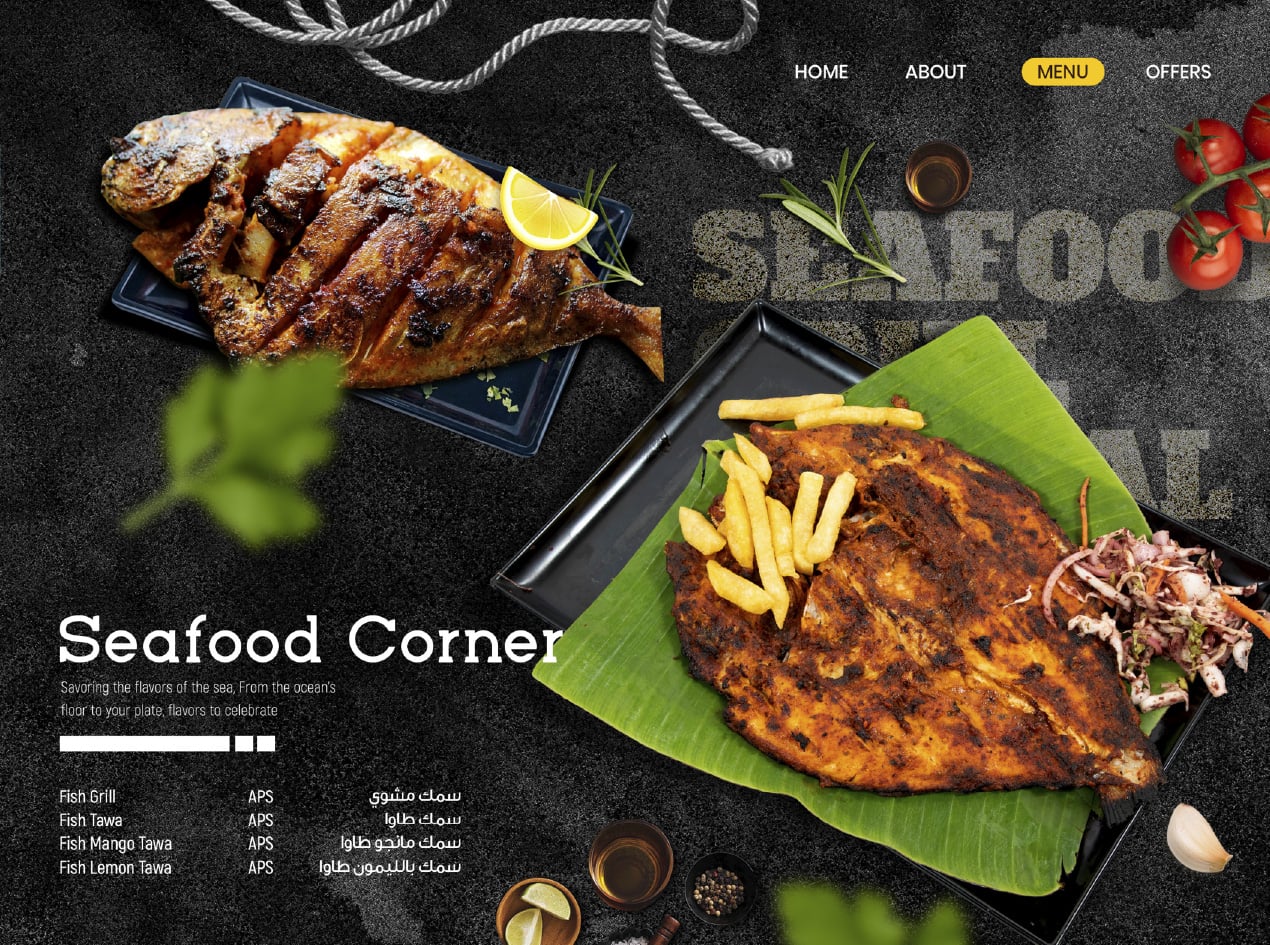 HOME ABOUT MENU OFFERS
SEAFOOD
Seafood Corner
Savoring the flavors of the sea, From the ocean's
floor to your plate, flavors to celebrate
Fish Grill APS سمك مشوي
Fish Tawa APS سمك طاوا
Fish Mango Tawa APS سمك مانجو طاوا
Fish Lemon Tawa APS سمك بالليمون طاوا